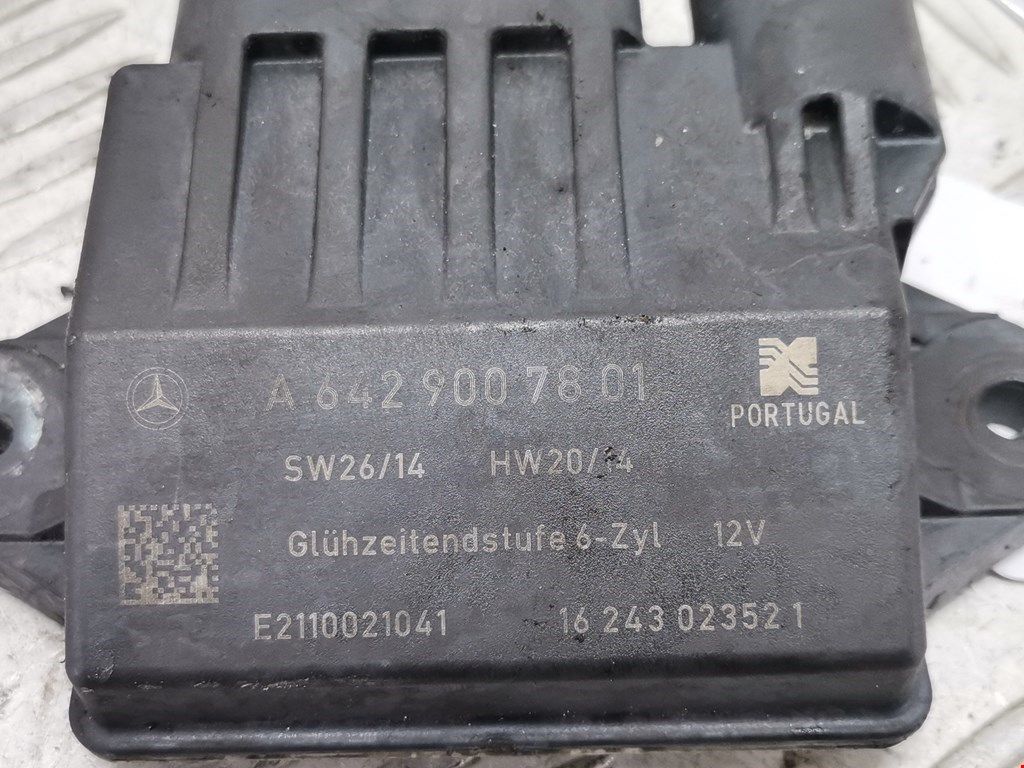 A 642 900 78 01
PORTUGAL
SW26/14 HW20/14
Glühzeitendstufe 6-Zyl 12V
E2110021041 16 243 02352 1